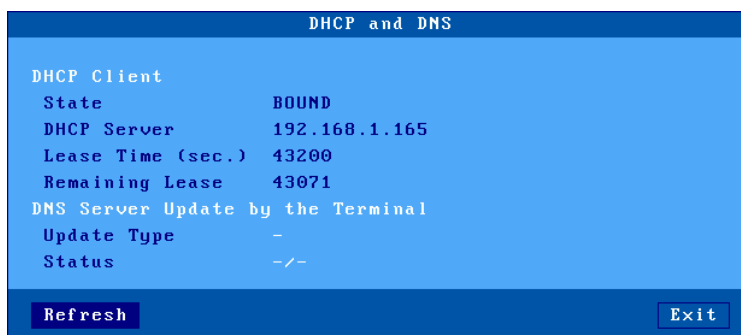 DHCP and DNS
DHCP Client
State BOUND
DHCP Server 192.168.1.165
Lease Time (sec.) 43200
Remaining Lease 43071
DNS Server Update by the Terminal
Update Type -
Status -/-
Refresh Exit